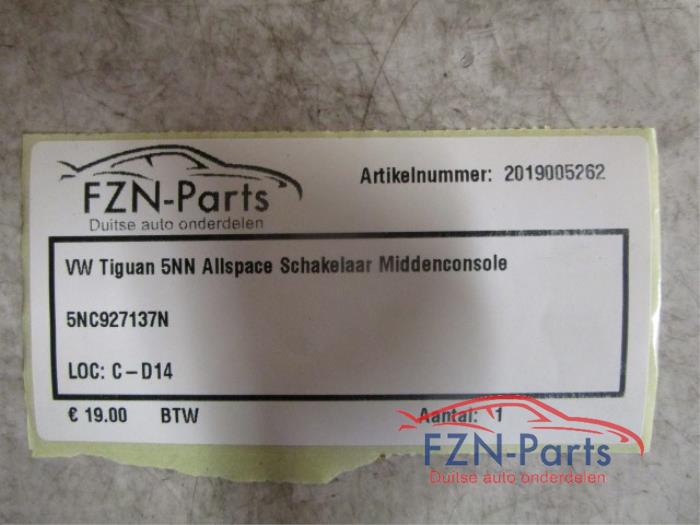 FZN-Parts
Duitse auto onderdelen
Artikelnummer: 2019005262
VW Tiguan 5NN Allspace Schakelaar Middenconsole
5NC927137N
LOC: C-D14
€ 19.00 BTW Aantal: 1
FZN-Parts
Duitse auto onderdelen